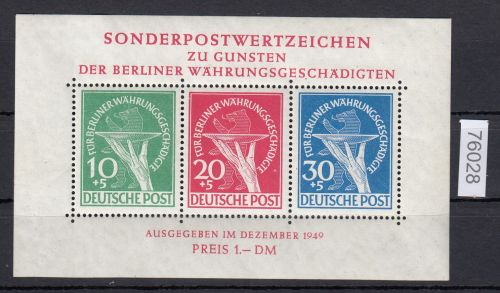 SONDERPOSTWERTZEICHEN
ZU GUNSTEN
DER BERLINER WÄHRUNGSGESCHÄDIGTEN
FÜR BERLINER WÄHRUNGSGESCHÄDIGTE
10
+5
DEUTSCHE POST
FÜR BERLINER WÄHRUNGSGESCHÄDIGTE
20
+5
DEUTSCHE POST
FÜR BERLINER WÄHRUNGSGESCHÄDIGTE
30
+5
DEUTSCHE POST
AUSGEGEBEN IM DEZEMBER 1949
PREIS 1.— DM
76028